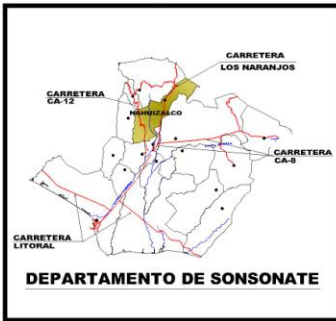 CARRETERA
LOS NARANJOS
CARRETERA
CA-12
NAHUIZALCO
CARRETERA
CA-8
CARRETERA
LITORAL
DEPARTAMENTO DE SONSONATE